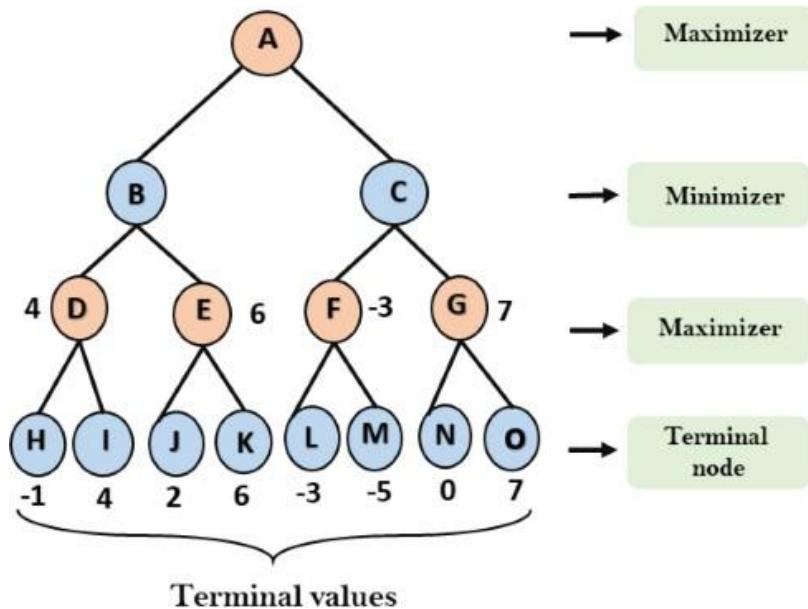 A
Maximizer
B
C
Minimizer
4 D
E 6
F -3
G 7
Maximizer
H I J K L M N O
Terminal
node
-1 4 2 6 -3 -5 0 7
Terminal values